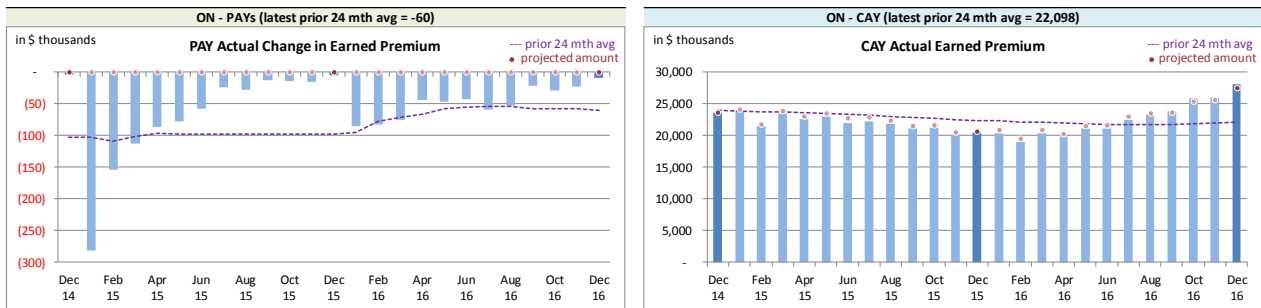 ON - PAYs (latest prior 24 mth avg = -60)
in $ thousands
PAY Actual Change in Earned Premium
--- prior 24 mth avg
• projected amount
-
(50)
(100)
(150)
(200)
(250)
(300)
Dec Feb Apr Jun Aug Oct Dec Feb Apr Jun Aug Oct Dec
14 15 15 15 15 15 15 16 16 16 16 16 16
ON - CAY (latest prior 24 mth avg = 22,098)
in $ thousands
CAY Actual Earned Premium
--- prior 24 mth avg
• projected amount
30,000
25,000
20,000
15,000
10,000
5,000
-
Dec Feb Apr Jun Aug Oct Dec Feb Apr Jun Aug Oct Dec
14 15 15 15 15 15 15 16 16 16 16 16 16